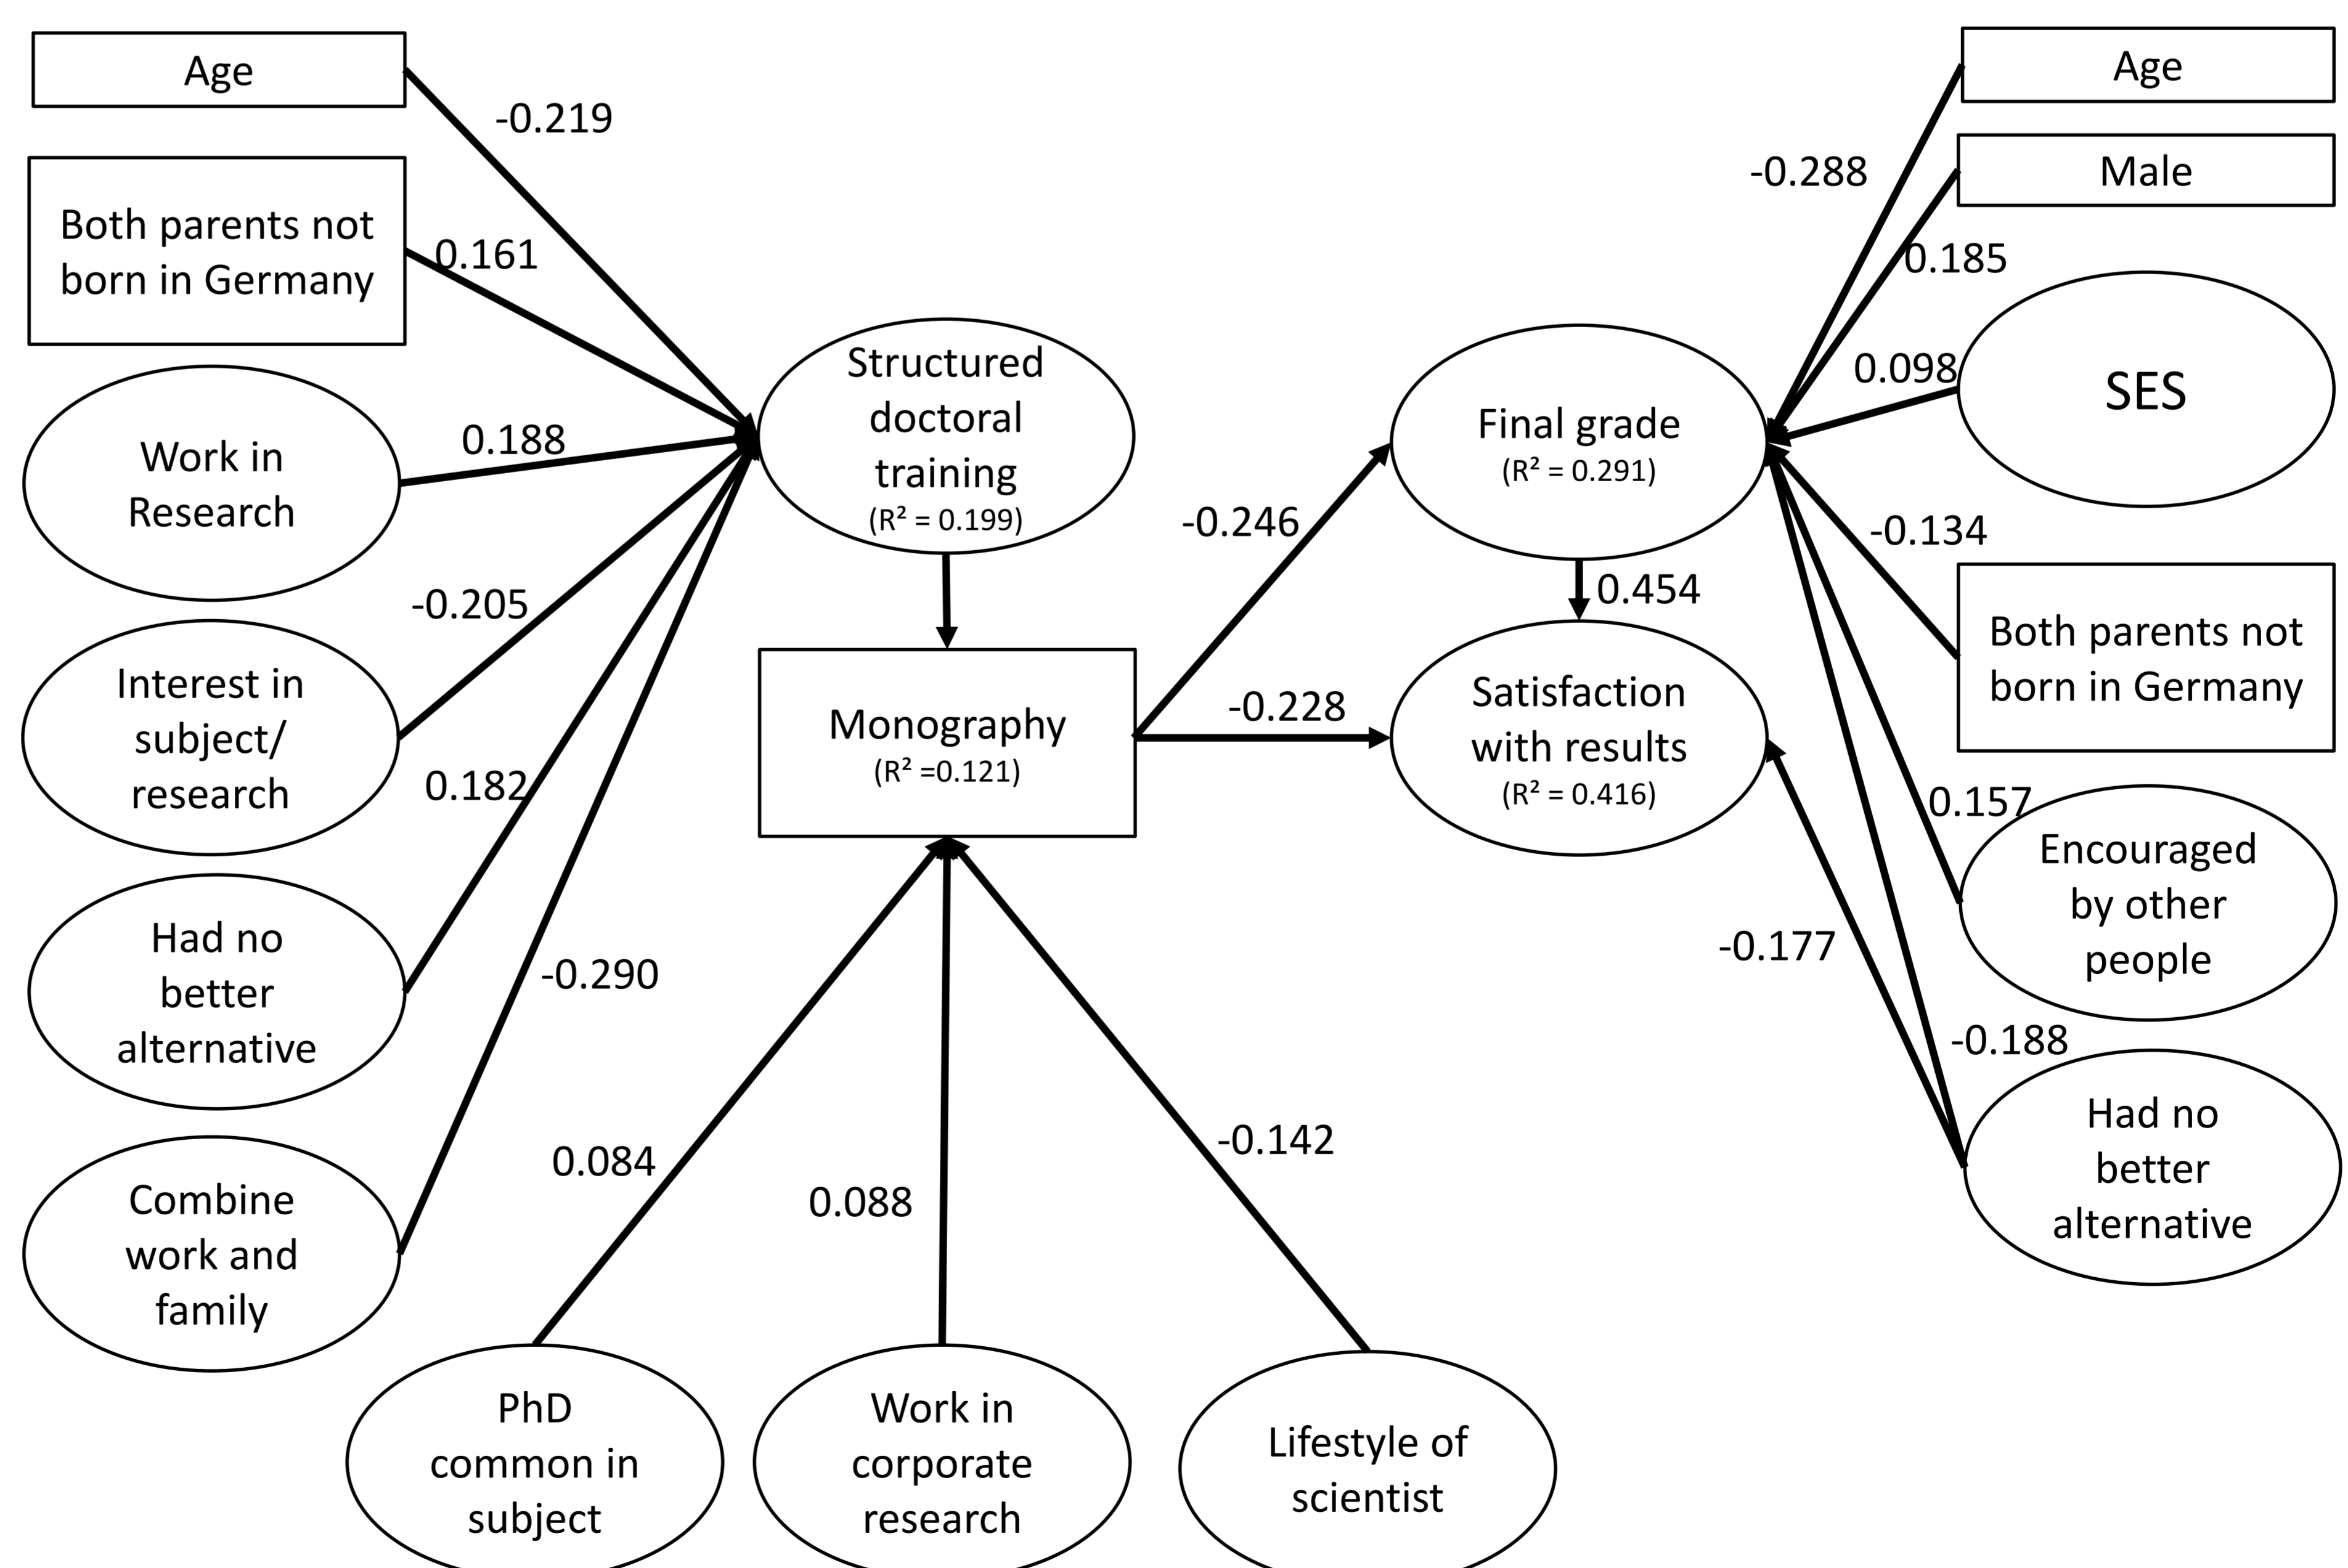 Age
-0.219
Both parents not
born in Germany
0.161
Work in
Research
0.188
Interest in
subject/
research
-0.205
Had no
better
alternative
0.182
Combine
work and
family
-0.290
Structured
doctoral
training
(R² = 0.199)
Monography
(R² =0.121)
PhD
common in
subject
0.084
Work in
corporate
research
0.088
Lifestyle of
scientist
-0.142
-0.246
-0.228
Final grade
(R² = 0.291)
0.454
Satisfaction
with results
(R² = 0.416)
Age
-0.288
Male
0.185
SES
0.098
Both parents not
born in Germany
-0.134
Encouraged
by other
people
0.157
Had no
better
alternative
-0.188
-0.177